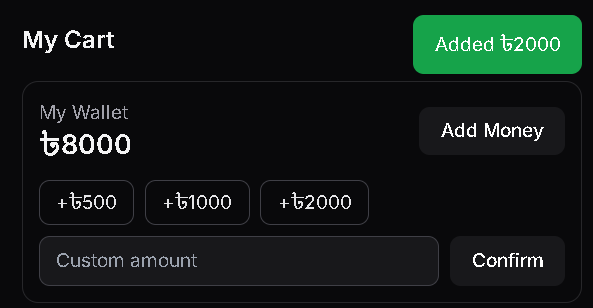 My Cart
Added ৳2000
My Wallet
৳8000
Add Money
+৳500
+৳1000
+৳2000
Custom amount
Confirm